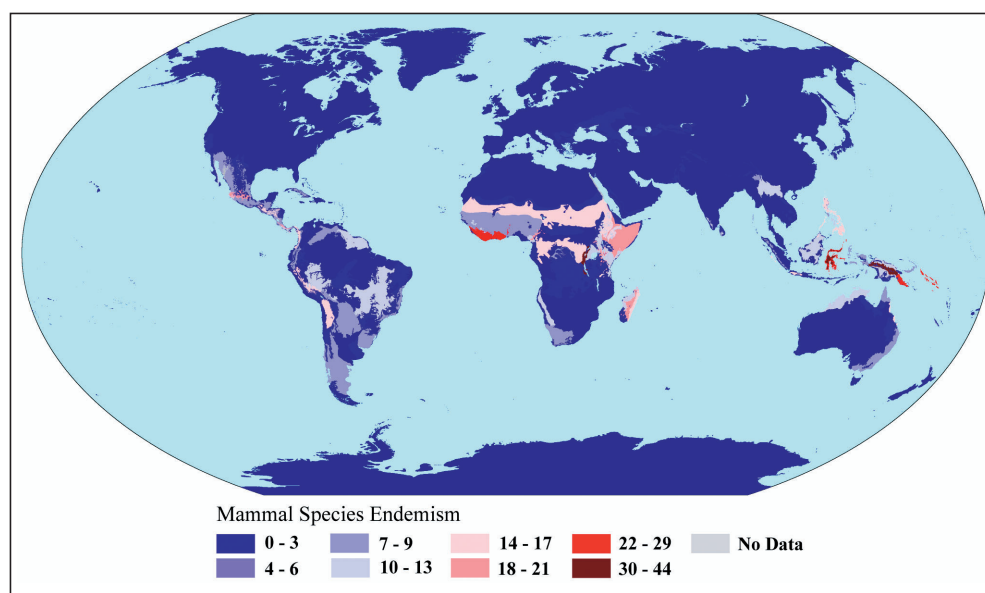 Mammal Species Endemism
0 - 3
7 - 9
14 - 17
22 - 29
No Data
4 - 6
10 - 13
18 - 21
30 - 44